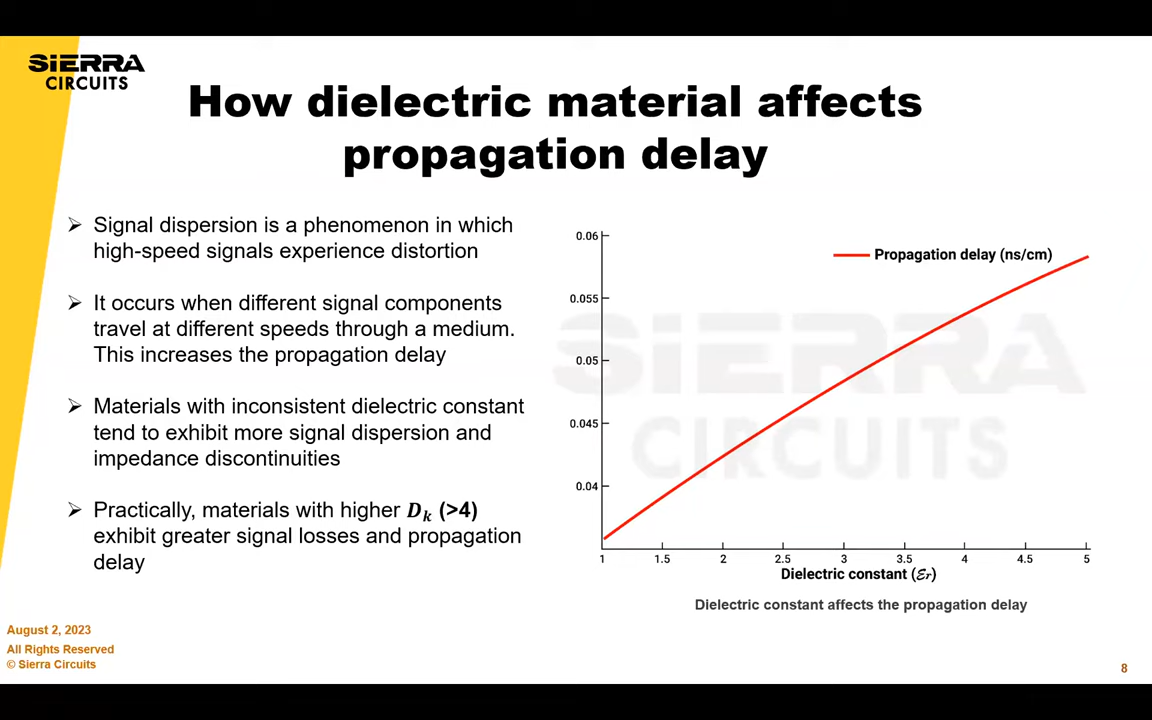 SiERRA
CIRCUITS
How dielectric material affects
propagation delay
➢ Signal dispersion is a phenomenon in which
high-speed signals experience distortion
➢ It occurs when different signal components
travel at different speeds through a medium.
This increases the propagation delay
➢ Materials with inconsistent dielectric constant
tend to exhibit more signal dispersion and
impedance discontinuities
➢ Practically, materials with higher Dₖ (>4)
exhibit greater signal losses and propagation
delay
Propagation delay (ns/cm)
0.06
0.055
0.05
0.045
0.04
SiERRA
CIRCUITS
1 1.5 2 2.5 3 3.5 4 4.5 5
Dielectric constant (ℰr)
Dielectric constant affects the propagation delay
August 2, 2023
All Rights Reserved
© Sierra Circuits
8